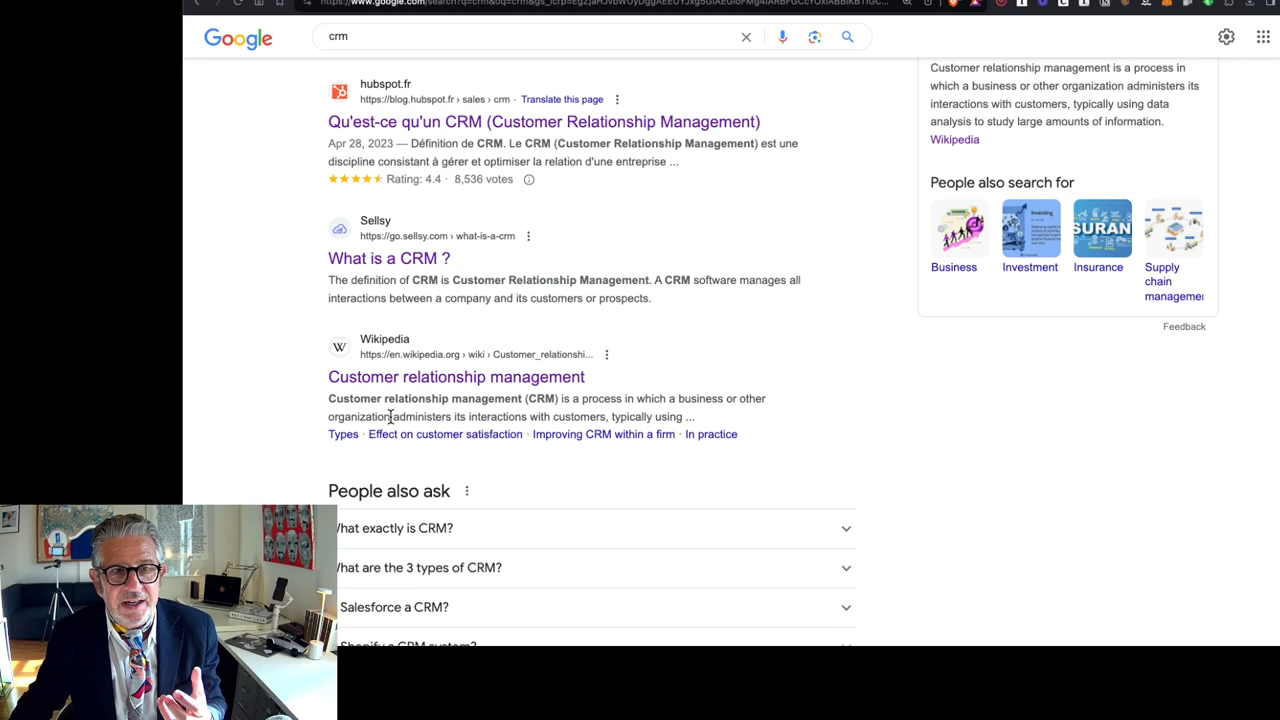 Google
crm
hubspot.fr
https://blog.hubspot.fr › sales › crm · Translate this page
Qu'est-ce qu'un CRM (Customer Relationship Management)
Apr 28, 2023 — Définition de CRM. Le CRM (Customer Relationship Management) est une
discipline consistant à gérer et optimiser la relation d'une entreprise ...
Rating: 4.4 · 8,536 votes
Sellsy
https://go.sellsy.com › what-is-a-crm
What is a CRM ?
The definition of CRM is Customer Relationship Management. A CRM software manages all
interactions between a company and its customers or prospects.
W
Wikipedia
https://en.wikipedia.org › wiki › Customer_relationshi...
Customer relationship management
Customer relationship management (CRM) is a process in which a business or other
organization administers its interactions with customers, typically using ...
Types · Effect on customer satisfaction · Improving CRM within a firm · In practice
People also ask
hat exactly is CRM?
hat are the 3 types of CRM?
Salesforce a CRM?
Customer relationship management is a process in
which a business or other organization administers its
interactions with customers, typically using data
analysis to study large amounts of information.
Wikipedia
People also search for
Investing
SURAN
Business
Investment
Insurance
Supply
chain
manageme
Feedback